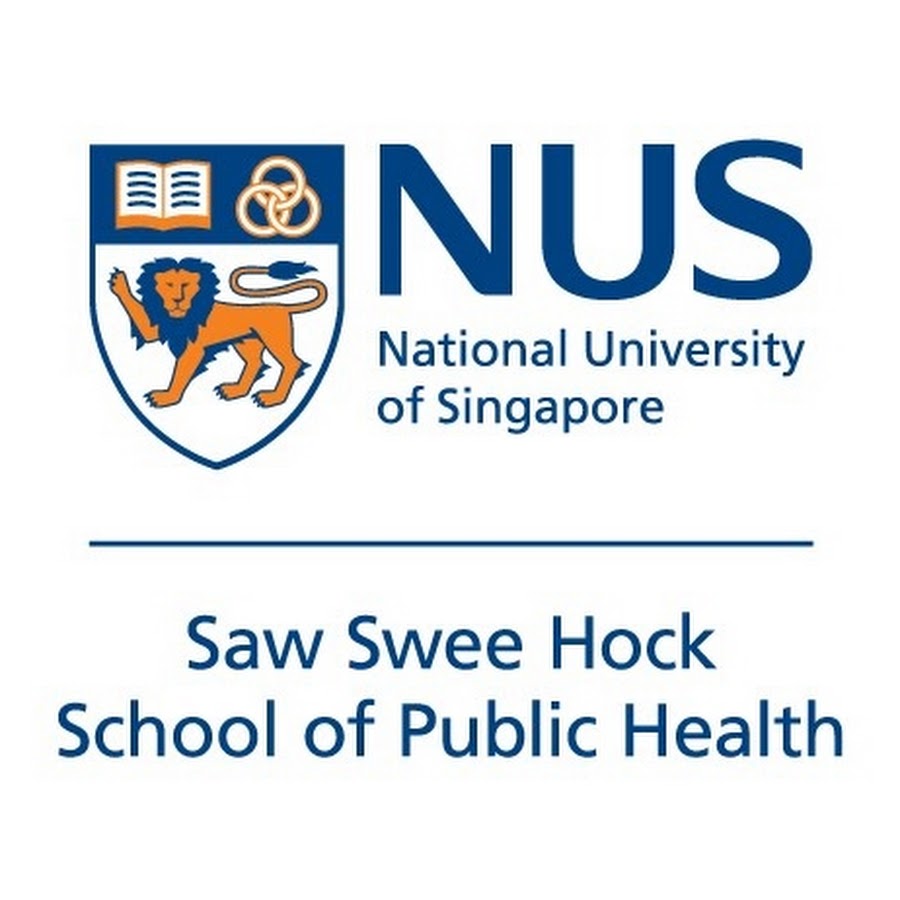 NUS
National University
of Singapore
Saw Swee Hock
School of Public Health